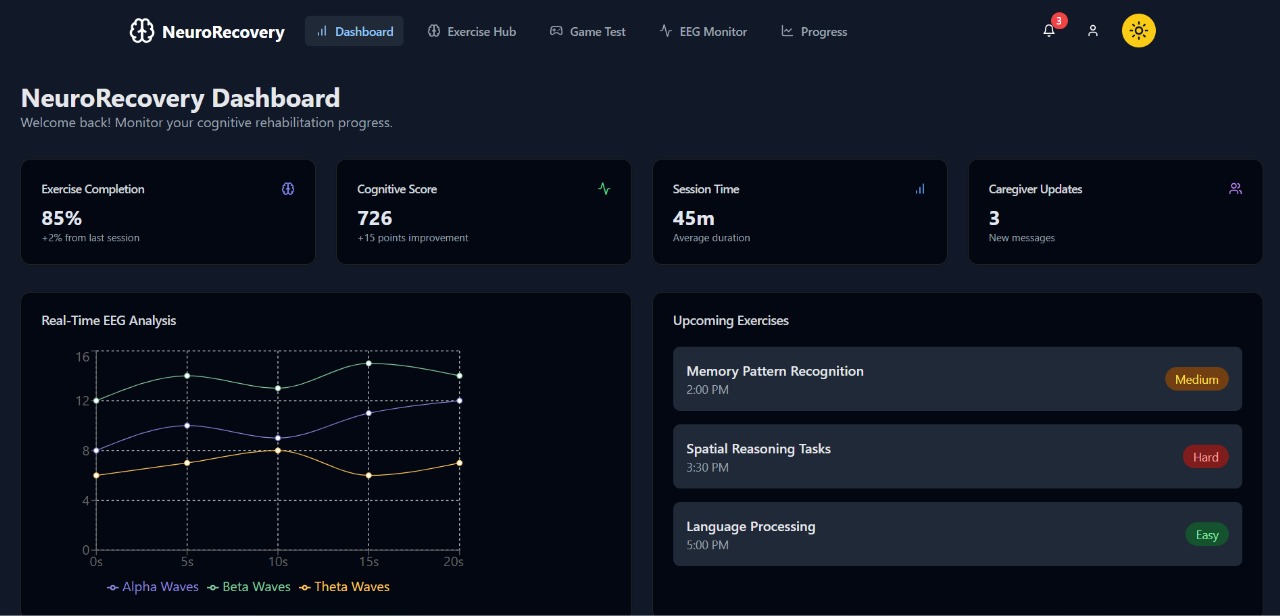 NeuroRecovery
Dashboard
Exercise Hub
Game Test
EEG Monitor
Progress
3
NeuroRecovery Dashboard
Welcome back! Monitor your cognitive rehabilitation progress.
Exercise Completion
85%
+2% from last session
Cognitive Score
726
+15 points improvement
Session Time
45m
Average duration
Caregiver Updates
3
New messages
Real-Time EEG Analysis
16
12
8
4
0
0s 5s 10s 15s 20s
Alpha Waves Beta Waves Theta Waves
Upcoming Exercises
Memory Pattern Recognition
2:00 PM
Medium
Spatial Reasoning Tasks
3:30 PM
Hard
Language Processing
5:00 PM
Easy